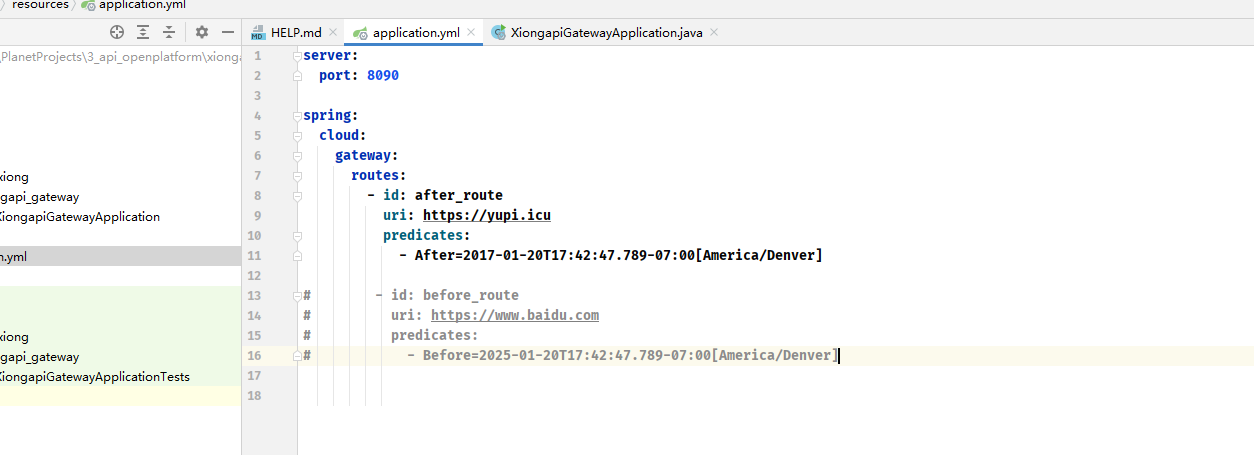 resources application.yml
HELP.md application.yml XiongapiGatewayApplication.java
_PlanetProjects\3_api_openplatform\xionga
xiong
gapi_gateway
XiongapiGatewayApplication
n.yml
xiong
gapi_gateway
XiongapiGatewayApplicationTests
1 server:
2 port: 8090
3
4 spring:
5 cloud:
6 gateway:
7 routes:
8 - id: after_route
9 uri: https://yupi.icu
10 predicates:
11 - After=2017-01-20T17:42:47.789-07:00[America/Denver]
12
13 # - id: before_route
14 # uri: https://www.baidu.com
15 # predicates:
16 # - Before=2025-01-20T17:42:47.789-07:00[America/Denver]
17
18